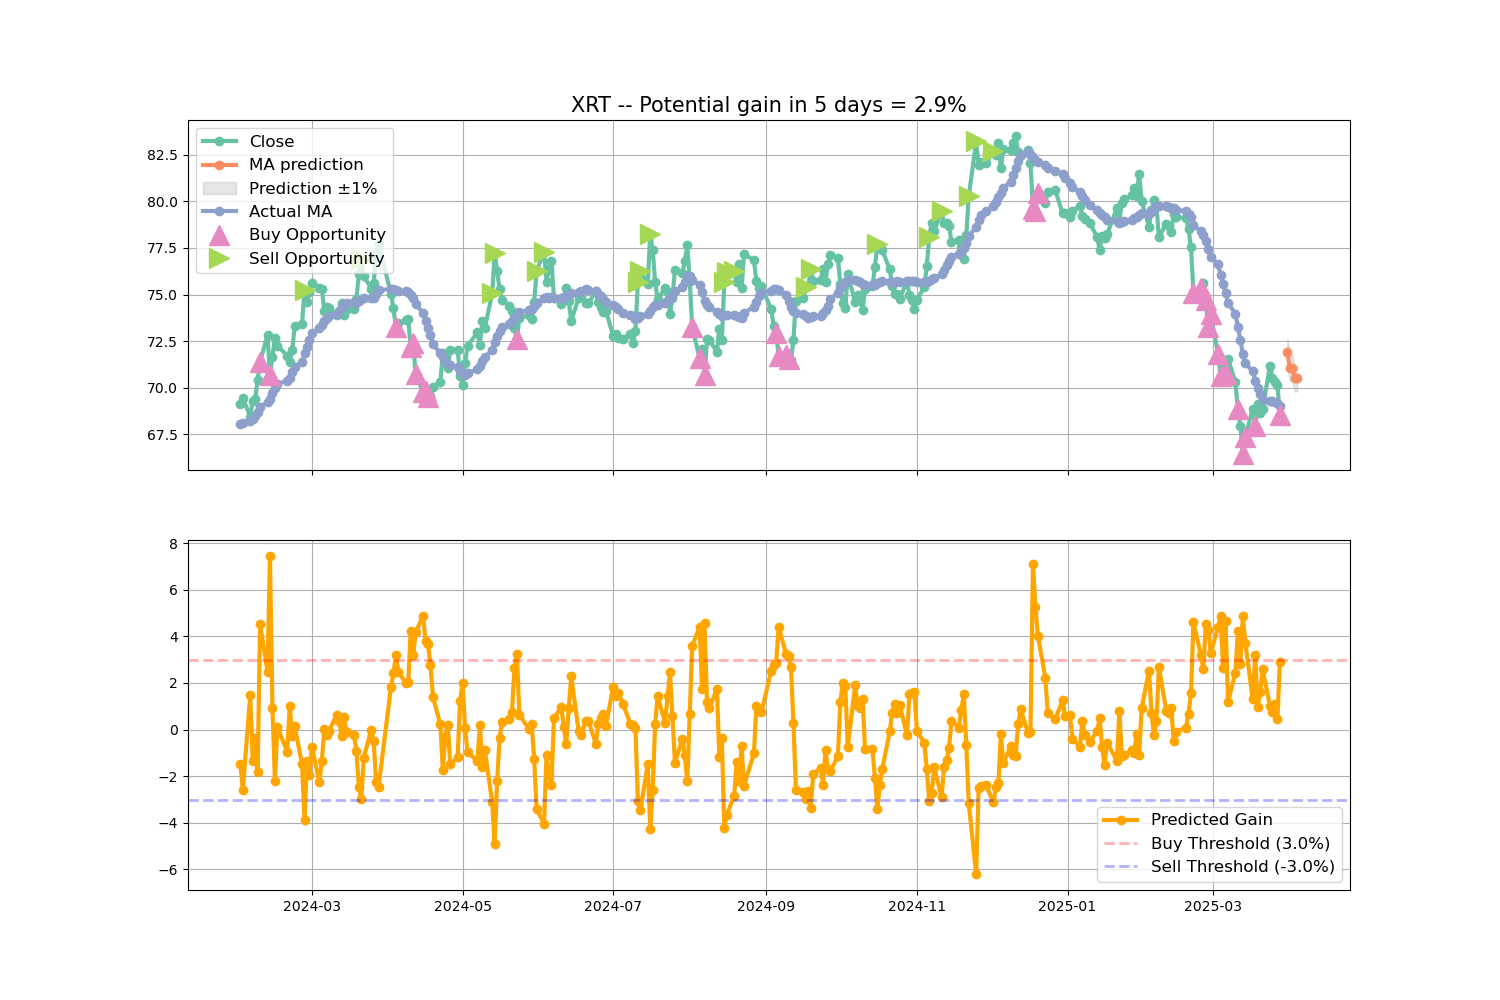 XRT -- Potential gain in 5 days = 2.9%
Close
MA prediction
Prediction ±1%
Actual MA
Buy Opportunity
Sell Opportunity
82.5
80.0
77.5
75.0
72.5
70.0
67.5
8
6
4
2
0
−2
−4
−6
Predicted Gain
Buy Threshold (3.0%)
Sell Threshold (-3.0%)
2024-03 2024-05 2024-07 2024-09 2024-11 2025-01 2025-03